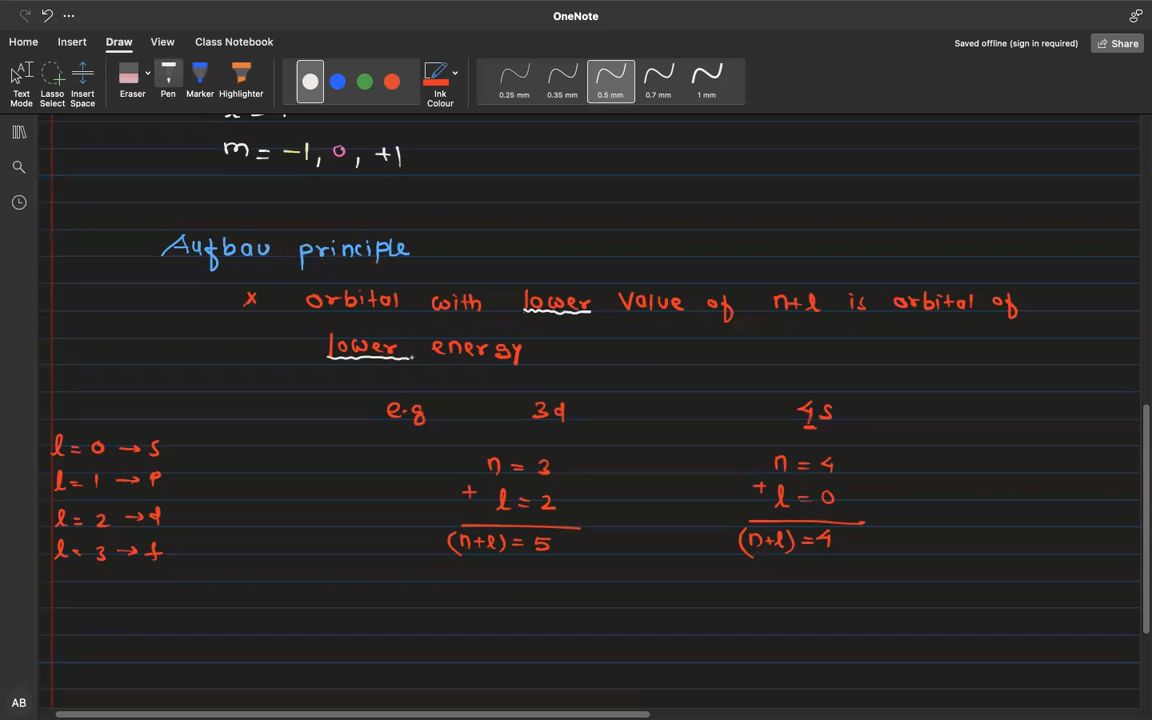 OneNote
Home Insert Draw View Class Notebook
Saved offline (sign in required) Share
Text Mode Lasso Select Insert Space Eraser Pen Marker Highlighter Ink Colour 0.25 mm 0.35 mm 0.5 mm 0.7 mm 1 mm
m = -1, 0, +1
Aufbau principle
x orbital with lower value of n+l is orbital of
lower energy
e.g 3d 4s
l = 0 → s
l = 1 → p
l = 2 → d
l = 3 → f
n = 3
+ l = 2
(n+l) = 5
n = 4
+ l = 0
(n+l) = 4
AB